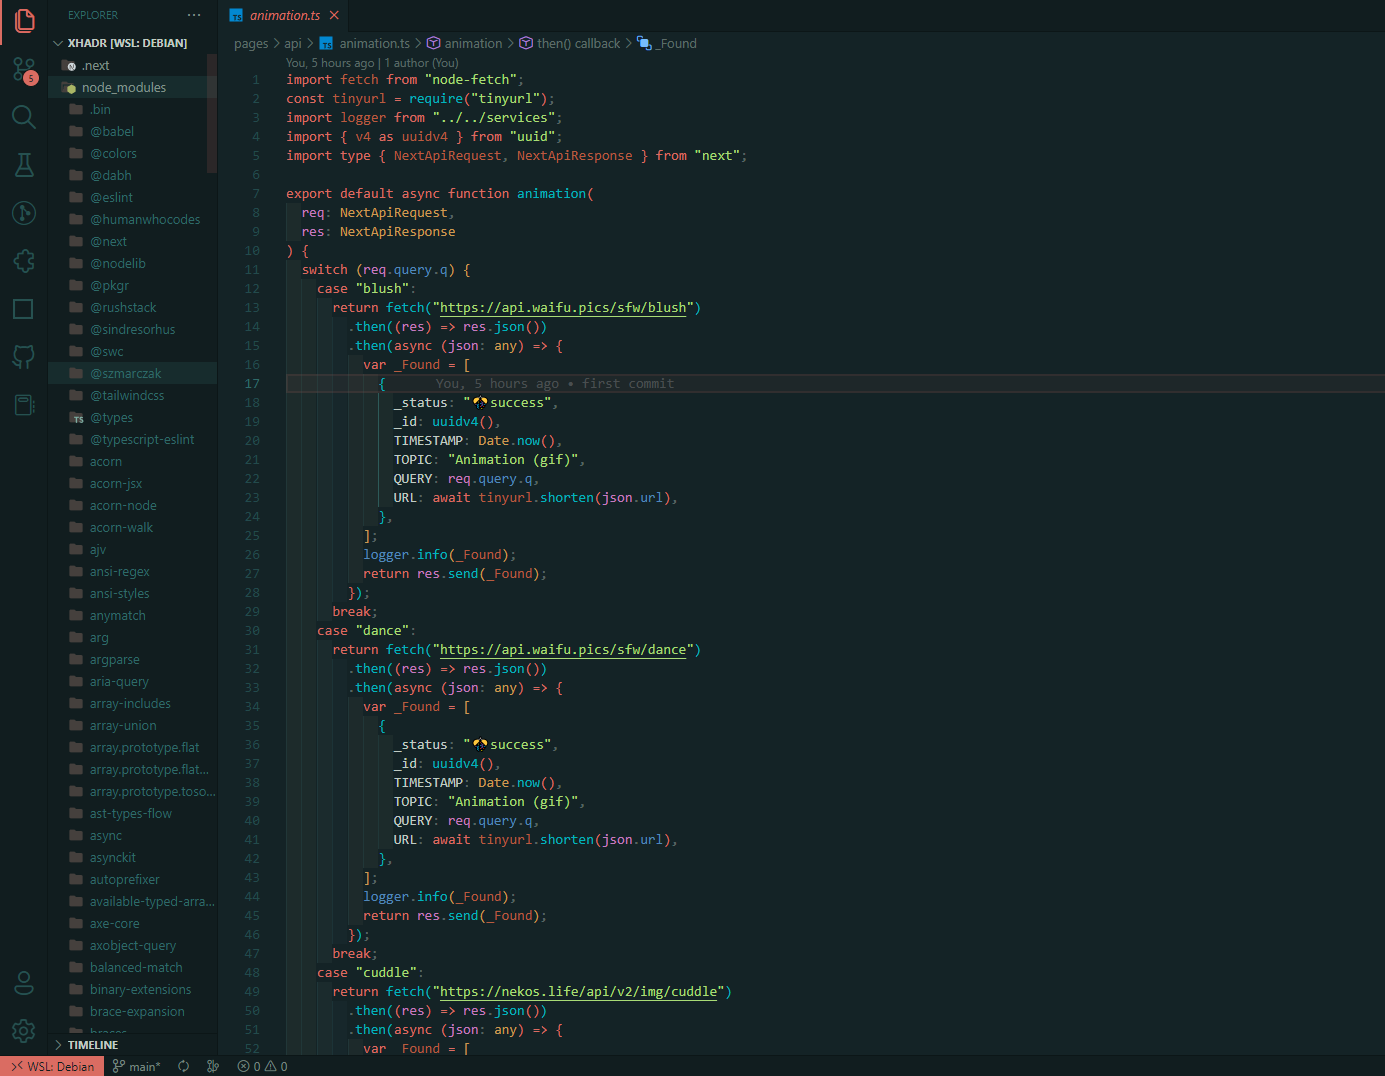 EXPLORER
animation.ts
XHADR [WSL: DEBIAN]
pages > api > animation.ts > animation > then() callback > _Found
You, 5 hours ago | 1 author (You)
5
.next
node_modules
.bin
@babel
@colors
@dabh
@eslint
@humanwhocodes
@next
@nodelib
@pkgr
@rushstack
@sindresorhus
@swc
@szmarczak
@tailwindcss
@types
@typescript-eslint
acorn
acorn-jsx
acorn-node
acorn-walk
ajv
ansi-regex
ansi-styles
anymatch
arg
argparse
aria-query
array-includes
array-union
array.prototype.flat
array.prototype.flat...
array.prototype.toso...
ast-types-flow
async
asynckit
autoprefixer
available-typed-arra...
axe-core
axobject-query
balanced-match
binary-extensions
brace-expansion
braces
TIMELINE
1 import fetch from "node-fetch";
2 const tinyurl = require("tinyurl");
3 import logger from "../../services";
4 import { v4 as uuidv4 } from "uuid";
5 import type { NextApiRequest, NextApiResponse } from "next";
6
7 export default async function animation(
8 req: NextApiRequest,
9 res: NextApiResponse
10 ) {
11 switch (req.query.q) {
12 case "blush":
13 return fetch("https://api.waifu.pics/sfw/blush")
14 .then((res) => res.json())
15 .then(async (json: any) => {
16 var _Found = [
17 { You, 5 hours ago • first commit
18 _status: "success",
19 _id: uuidv4(),
20 TIMESTAMP: Date.now(),
21 TOPIC: "Animation (gif)",
22 QUERY: req.query.q,
23 URL: await tinyurl.shorten(json.url),
24 },
25 ];
26 logger.info(_Found);
27 return res.send(_Found);
28 });
29 break;
30 case "dance":
31 return fetch("https://api.waifu.pics/sfw/dance")
32 .then((res) => res.json())
33 .then(async (json: any) => {
34 var _Found = [
35 {
36 _status: "success",
37 _id: uuidv4(),
38 TIMESTAMP: Date.now(),
39 TOPIC: "Animation (gif)",
40 QUERY: req.query.q,
41 URL: await tinyurl.shorten(json.url),
42 },
43 ];
44 logger.info(_Found);
45 return res.send(_Found);
46 });
47 break;
48 case "cuddle":
49 return fetch("https://nekos.life/api/v2/img/cuddle")
50 .then((res) => res.json())
51 .then(async (json: any) => {
52 var _Found = [
WSL: Debian main* 0 0